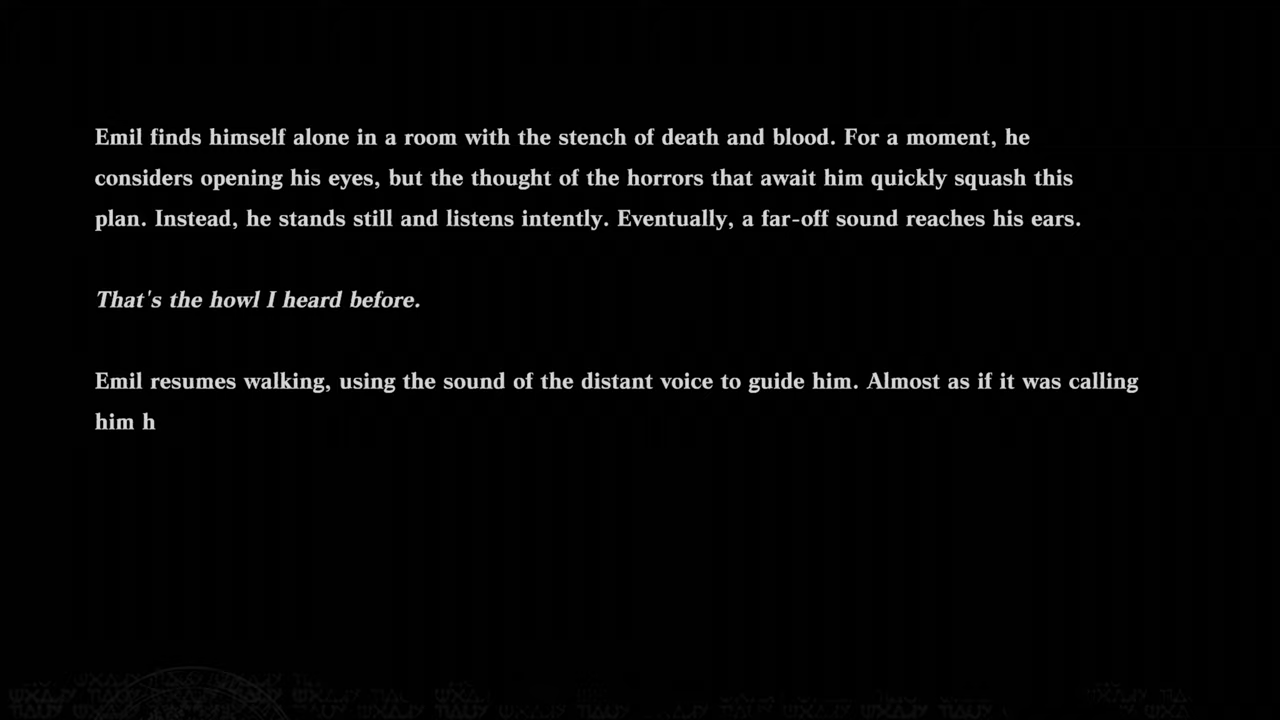 Emil finds himself alone in a room with the stench of death and blood. For a moment, he
considers opening his eyes, but the thought of the horrors that await him quickly squash this
plan. Instead, he stands still and listens intently. Eventually, a far-off sound reaches his ears.
That's the howl I heard before.
Emil resumes walking, using the sound of the distant voice to guide him. Almost as if it was calling
him h